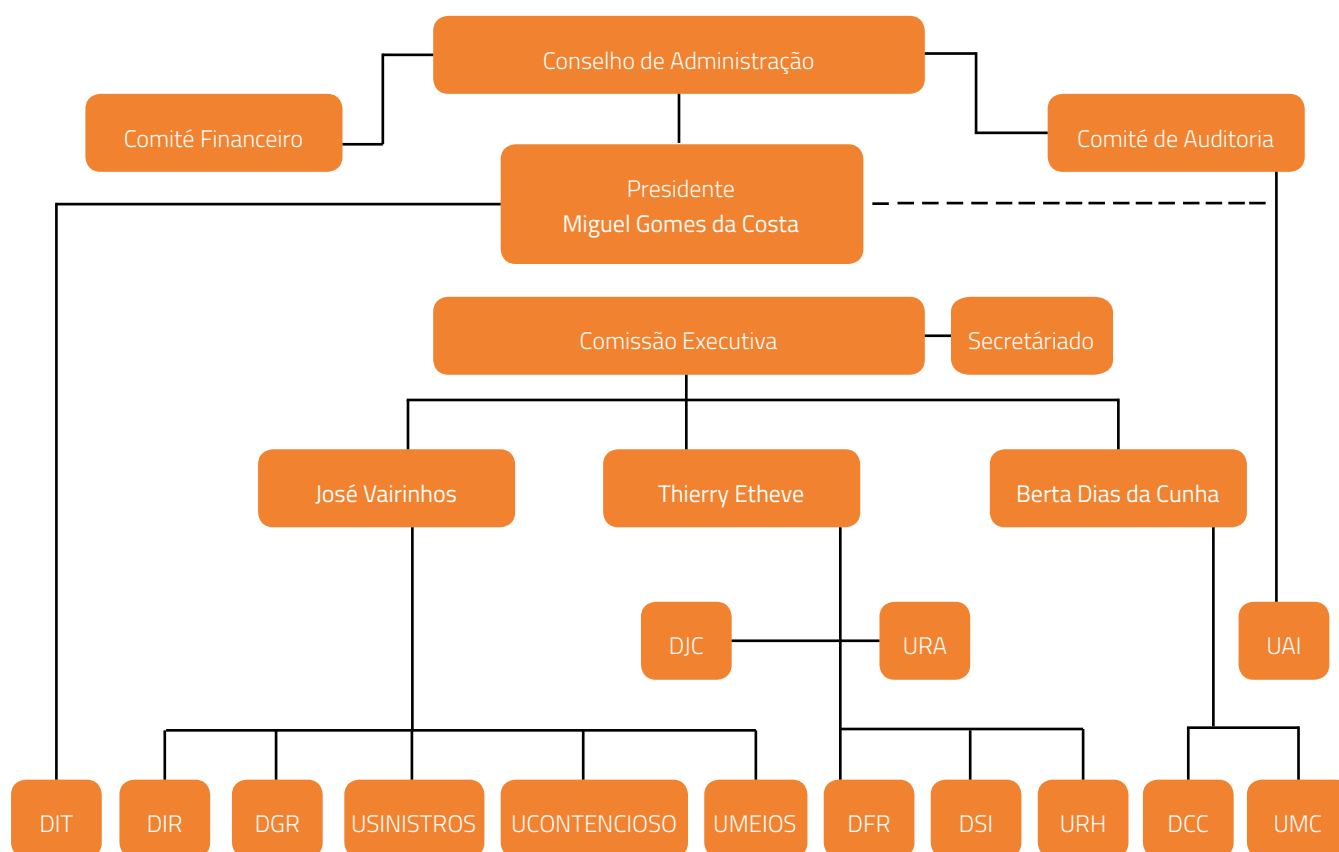 Conselho de Administração
Comité Financeiro
Comité de Auditoria
Presidente
Miguel Gomes da Costa
Comissão Executiva
Secretáriado
José Vairinhos
Thierry Etheve
Berta Dias da Cunha
DJC
URA
UAI
DIT
DIR
DGR
USINISTROS
UCONTENCIOSO
UMEIOS
DFR
DSI
URH
DCC
UMC